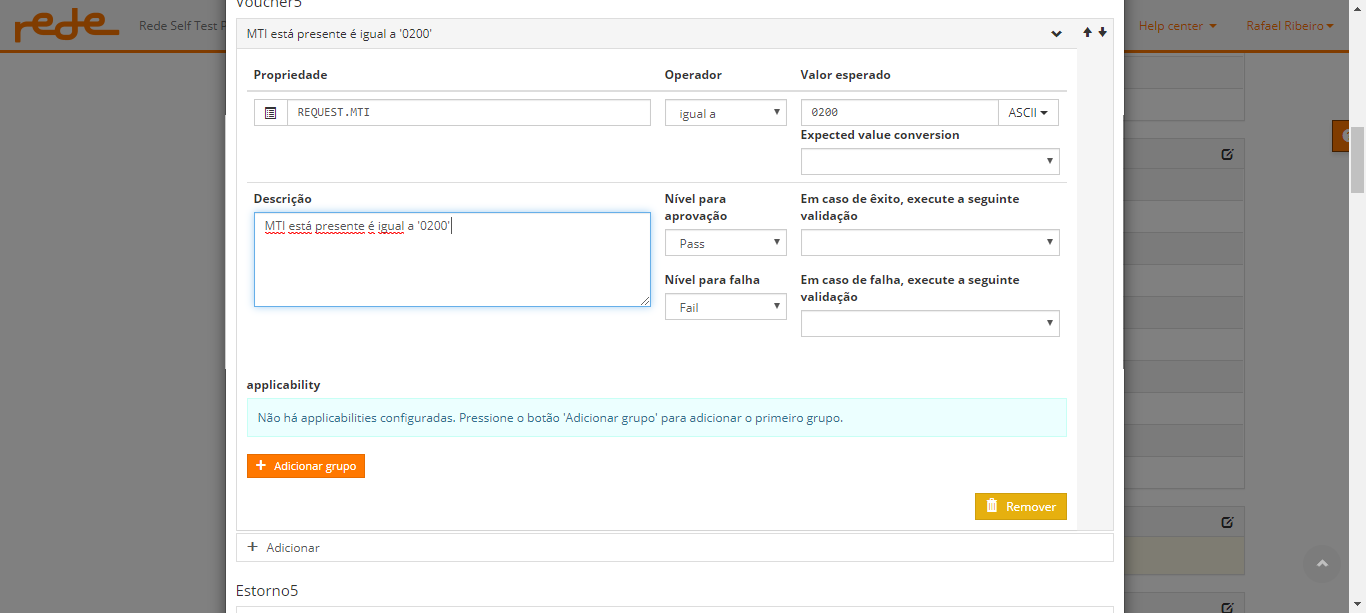 Voucher5
rede Rede Self Test P Help center Rafael Ribeiro
MTI está presente é igual a '0200'
Propriedade Operador Valor esperado
REQUEST.MTI igual a 0200 ASCII
Expected value conversion
Descrição Nível para aprovação Em caso de êxito, execute a seguinte validação
MTI está presente é igual a '0200'
Pass
Nível para falha Em caso de falha, execute a seguinte validação
Fail
applicability
Não há applicabilities configuradas. Pressione o botão 'Adicionar grupo' para adicionar o primeiro grupo.
+ Adicionar grupo
Remover
+ Adicionar
Estorno5